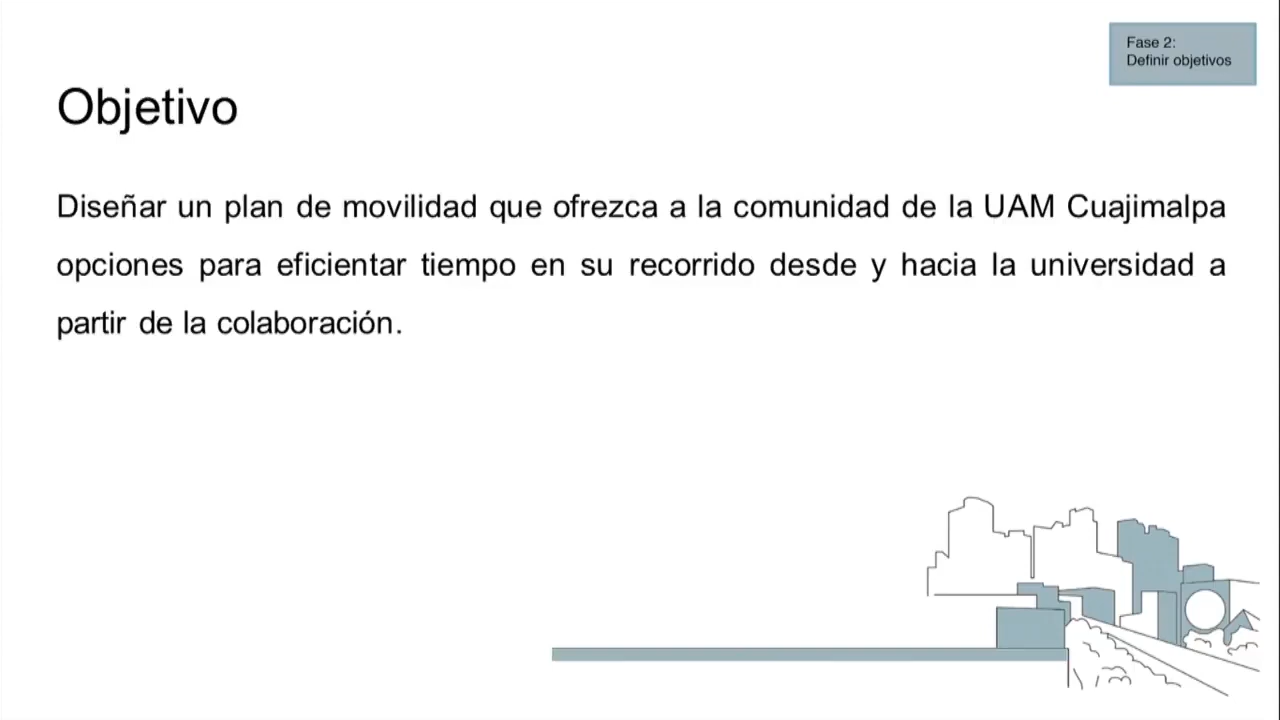 Fase 2:
Definir objetivos
Objetivo
Diseñar un plan de movilidad que ofrezca a la comunidad de la UAM Cuajimalpa
opciones para eficientar tiempo en su recorrido desde y hacia la universidad a
partir de la colaboración.